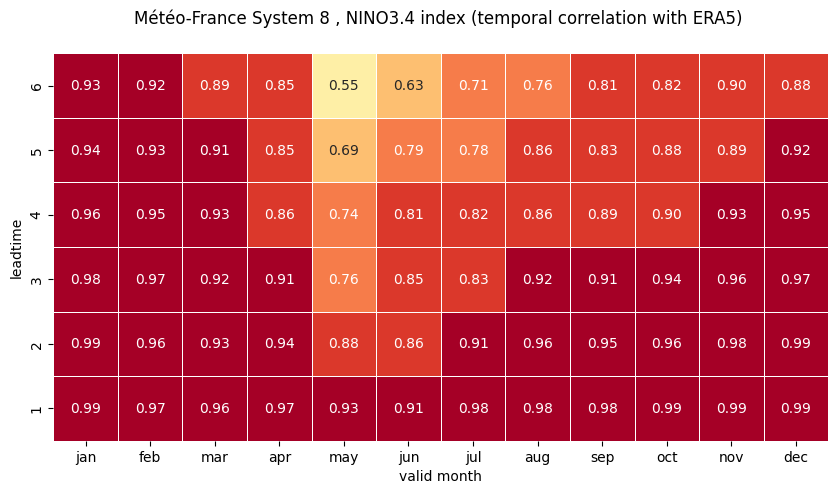 Météo-France System 8 , NINO3.4 index (temporal correlation with ERA5)
6 0.93 0.92 0.89 0.85 0.55 0.63 0.71 0.76 0.81 0.82 0.90 0.88
5 0.94 0.93 0.91 0.85 0.69 0.79 0.78 0.86 0.83 0.88 0.89 0.92
4 0.96 0.95 0.93 0.86 0.74 0.81 0.82 0.86 0.89 0.90 0.93 0.95
leadtime
3 0.98 0.97 0.92 0.91 0.76 0.85 0.83 0.92 0.91 0.94 0.96 0.97
2 0.99 0.96 0.93 0.94 0.88 0.86 0.91 0.96 0.95 0.96 0.98 0.99
1 0.99 0.97 0.96 0.97 0.93 0.91 0.98 0.98 0.98 0.99 0.99 0.99
jan feb mar apr may jun jul aug sep oct nov dec
valid month